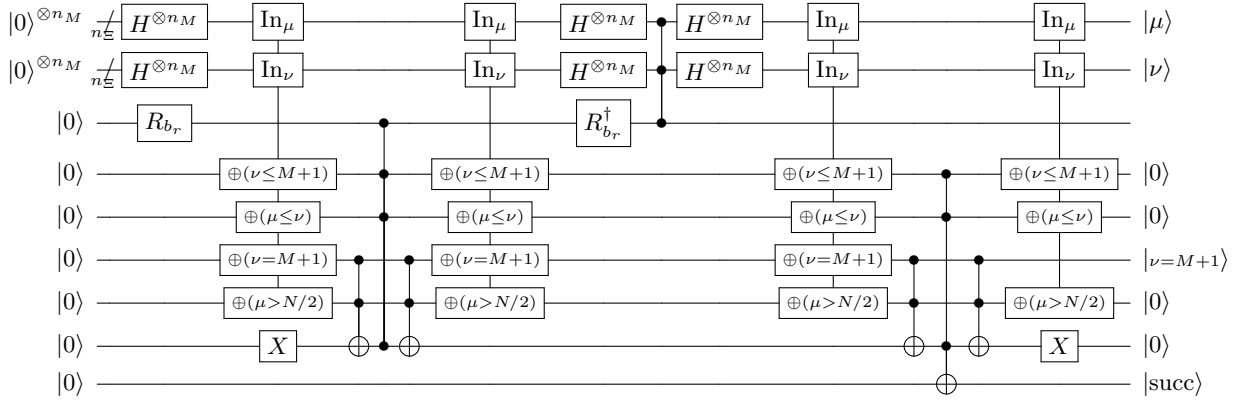 |0⟩^{⊗n_M} n_Ξ H^{⊗n_M} In_μ In_μ H^{⊗n_M} H^{⊗n_M} In_μ In_μ |μ⟩
|0⟩^{⊗n_M} n_Ξ H^{⊗n_M} In_ν In_ν H^{⊗n_M} H^{⊗n_M} In_ν In_ν |ν⟩
|0⟩ R_{b_r} R_{b_r}^†
|0⟩ ⊕(ν≤M+1) ⊕(ν≤M+1) ⊕(ν≤M+1) ⊕(ν≤M+1) |0⟩
|0⟩ ⊕(μ≤ν) ⊕(μ≤ν) ⊕(μ≤ν) ⊕(μ≤ν) |0⟩
|0⟩ ⊕(ν=M+1) ⊕(ν=M+1) ⊕(ν=M+1) |ν=M+1⟩
|0⟩ ⊕(μ>N/2) ⊕(μ>N/2) ⊕(μ>N/2) ⊕(μ>N/2) |0⟩
|0⟩ X X |0⟩
|0⟩ |succ⟩